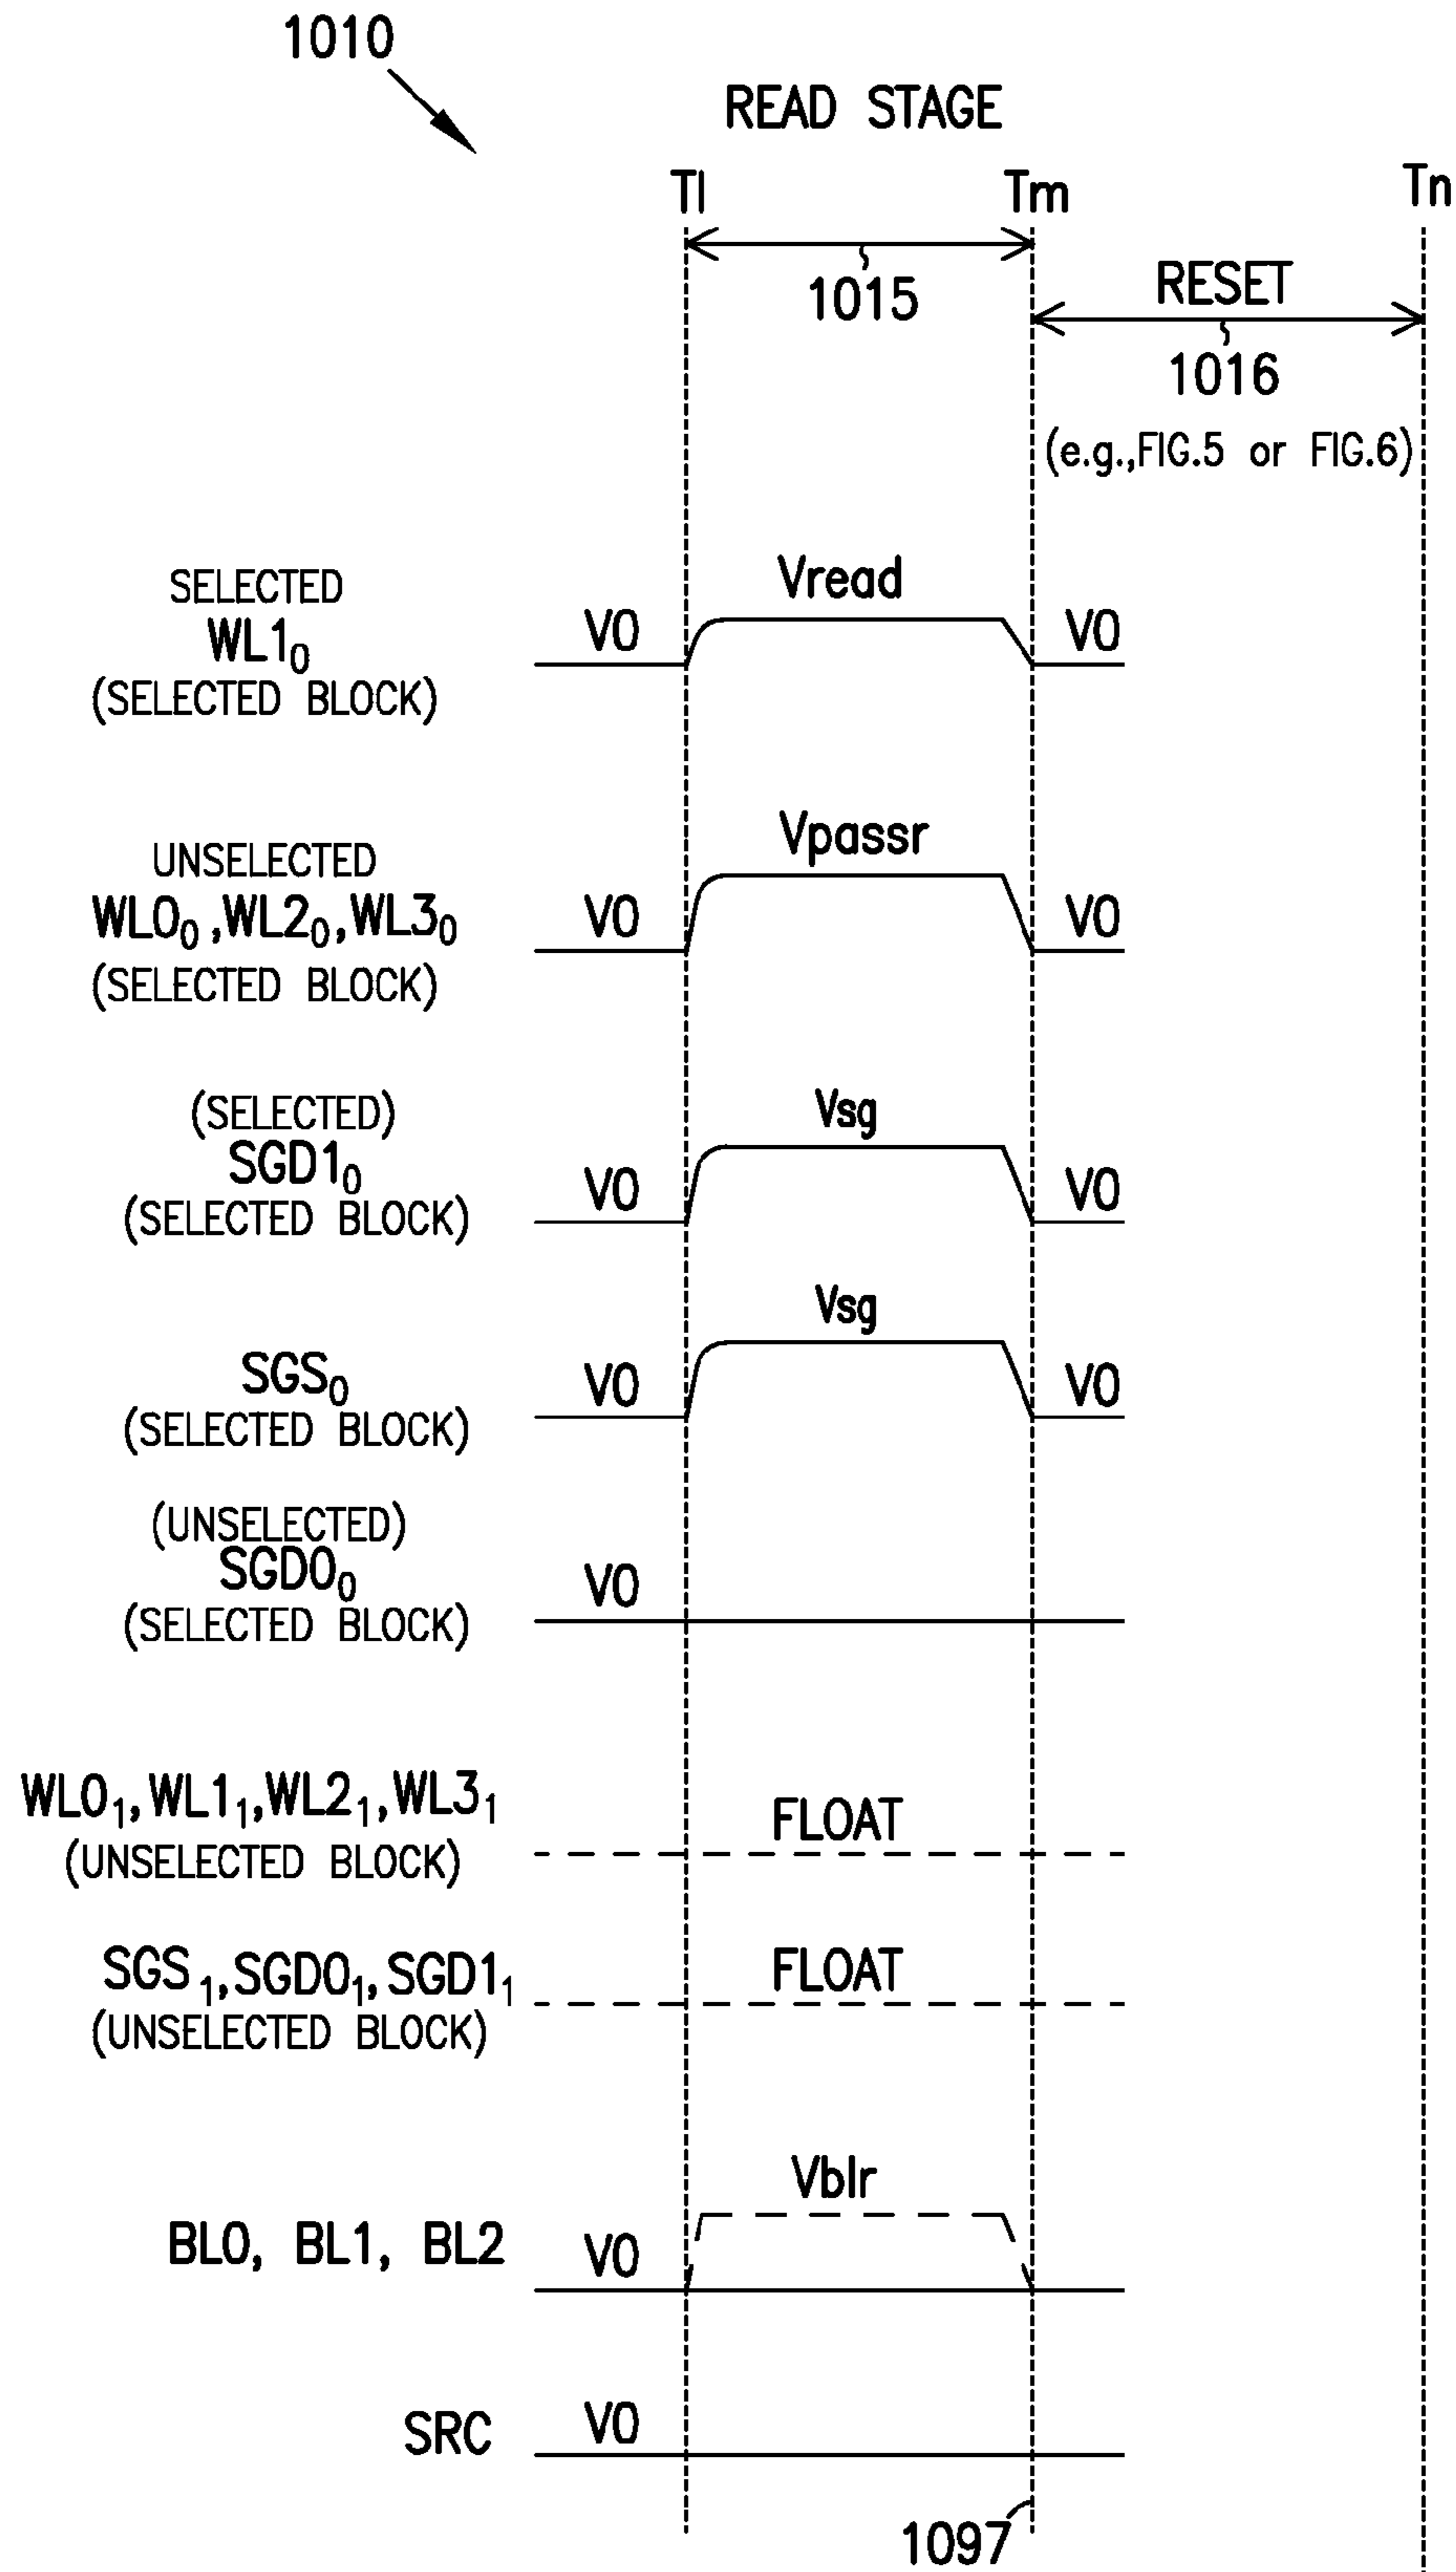 1010
READ STAGE
Tl Tm Tn
1015
RESET
1016
(e.g.,FIG.5 or FIG.6)
SELECTED
WL1₀
(SELECTED BLOCK)
V0 Vread V0
UNSELECTED
WL0₀,WL2₀,WL3₀
(SELECTED BLOCK)
V0 Vpassr V0
(SELECTED)
SGD1₀
(SELECTED BLOCK)
V0 Vsg V0
SGS₀
(SELECTED BLOCK)
V0 Vsg V0
(UNSELECTED)
SGD0₀
(SELECTED BLOCK)
V0
WL0₁,WL1₁,WL2₁,WL3₁
(UNSELECTED BLOCK)
FLOAT
SGS₁,SGD0₁,SGD1₁
(UNSELECTED BLOCK)
FLOAT
BL0, BL1, BL2 V0 Vblr
SRC V0
1097